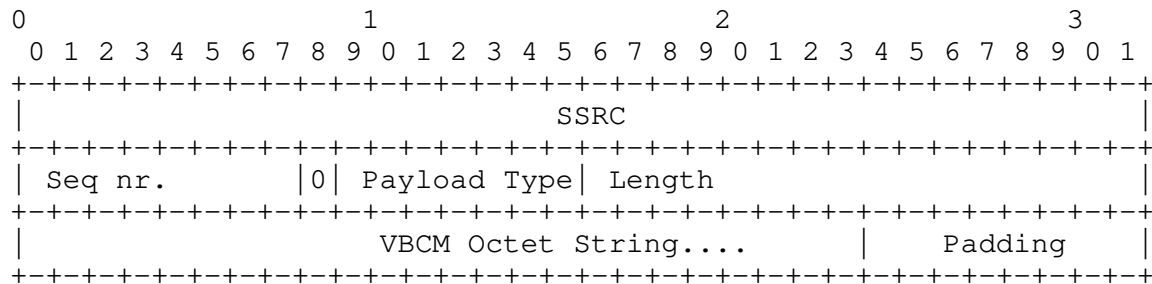 0                   1                   2                   3
 0 1 2 3 4 5 6 7 8 9 0 1 2 3 4 5 6 7 8 9 0 1 2 3 4 5 6 7 8 9 0 1
+-+-+-+-+-+-+-+-+-+-+-+-+-+-+-+-+-+-+-+-+-+-+-+-+-+-+-+-+-+-+-+-+
|                              SSRC                             |
+-+-+-+-+-+-+-+-+-+-+-+-+-+-+-+-+-+-+-+-+-+-+-+-+-+-+-+-+-+-+-+-+
| Seq nr.       |0| Payload Type| Length                        |
+-+-+-+-+-+-+-+-+-+-+-+-+-+-+-+-+-+-+-+-+-+-+-+-+-+-+-+-+-+-+-+-+
|                    VBCM Octet String....      |    Padding    |
+-+-+-+-+-+-+-+-+-+-+-+-+-+-+-+-+-+-+-+-+-+-+-+-+-+-+-+-+-+-+-+-+